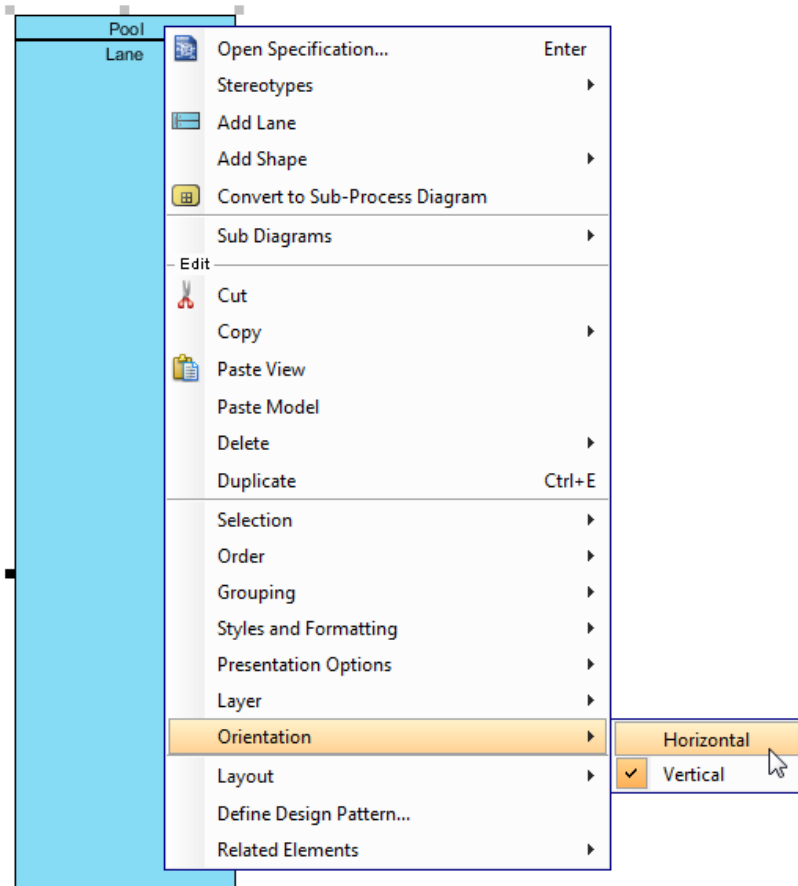 Pool
Lane
Open Specification... Enter
Stereotypes
Add Lane
Add Shape
Convert to Sub-Process Diagram
Sub Diagrams
Edit
Cut
Copy
Paste View
Paste Model
Delete
Duplicate Ctrl+E
Selection
Order
Grouping
Styles and Formatting
Presentation Options
Layer
Orientation
Horizontal
Vertical
Layout
Define Design Pattern...
Related Elements